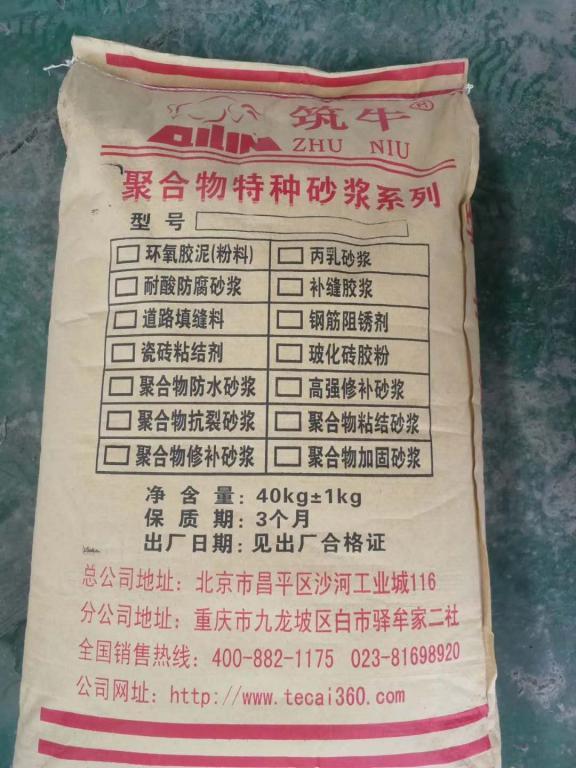 QILIN
筑牛®
ZHU NIU
聚合物特种砂浆系列
型号
环氧胶泥(粉料) 丙乳砂浆
耐酸防腐砂浆 补缝胶浆
道路填缝料 钢筋阻锈剂
瓷砖粘结剂 玻化砖胶粉
聚合物防水砂浆 高强修补砂浆
聚合物抗裂砂浆 聚合物粘结砂浆
聚合物修补砂浆 聚合物加固砂浆
净含量：40kg±1kg
保质期：3个月
出厂日期：见出厂合格证
总公司地址：北京市昌平区沙河工业城116
分公司地址：重庆市九龙坡区白市驿牟家二社
全国销售热线：400-882-1175 023-81698920
公司网址：http://www.tecai360.com